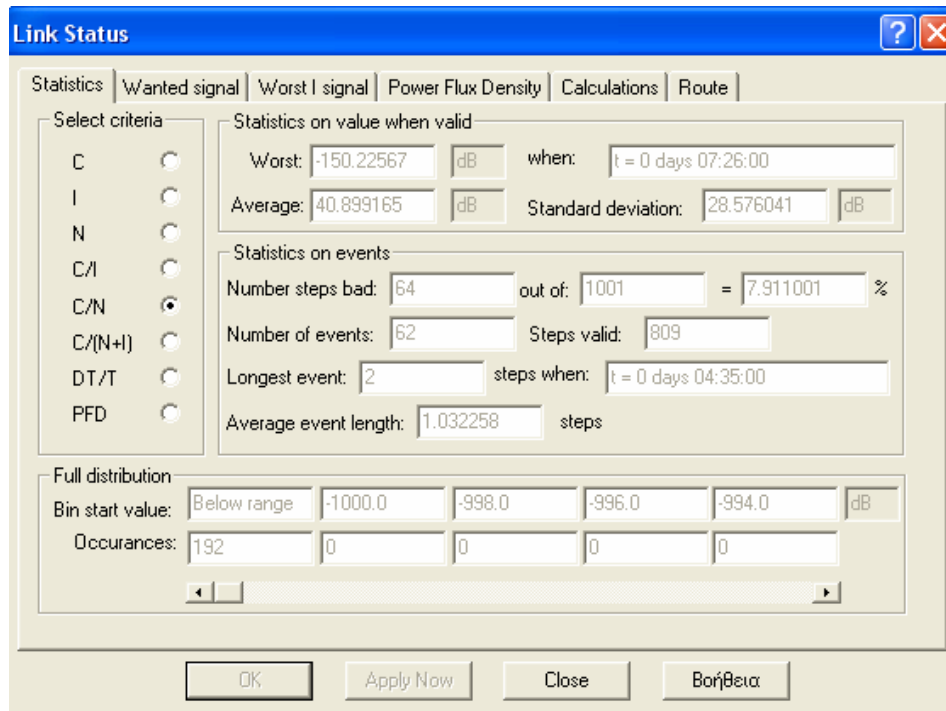 Link Status
Statistics Wanted signal Worst I signal Power Flux Density Calculations Route
Select criteria
C
I
N
C/I
C/N
C/(N+I)
DT/T
PFD
Statistics on value when valid
Worst: -150.22567 dB when: t = 0 days 07:26:00
Average: 40.899165 dB Standard deviation: 28.576041 dB
Statistics on events
Number steps bad: 64 out of: 1001 = 7.911001 %
Number of events: 62 Steps valid: 809
Longest event: 2 steps when: t = 0 days 04:35:00
Average event length: 1.032258 steps
Full distribution
Bin start value: Below range -1000.0 -998.0 -996.0 -994.0 dB
Occurances: 192 0 0 0 0
OK Apply Now Close Βοήθεια